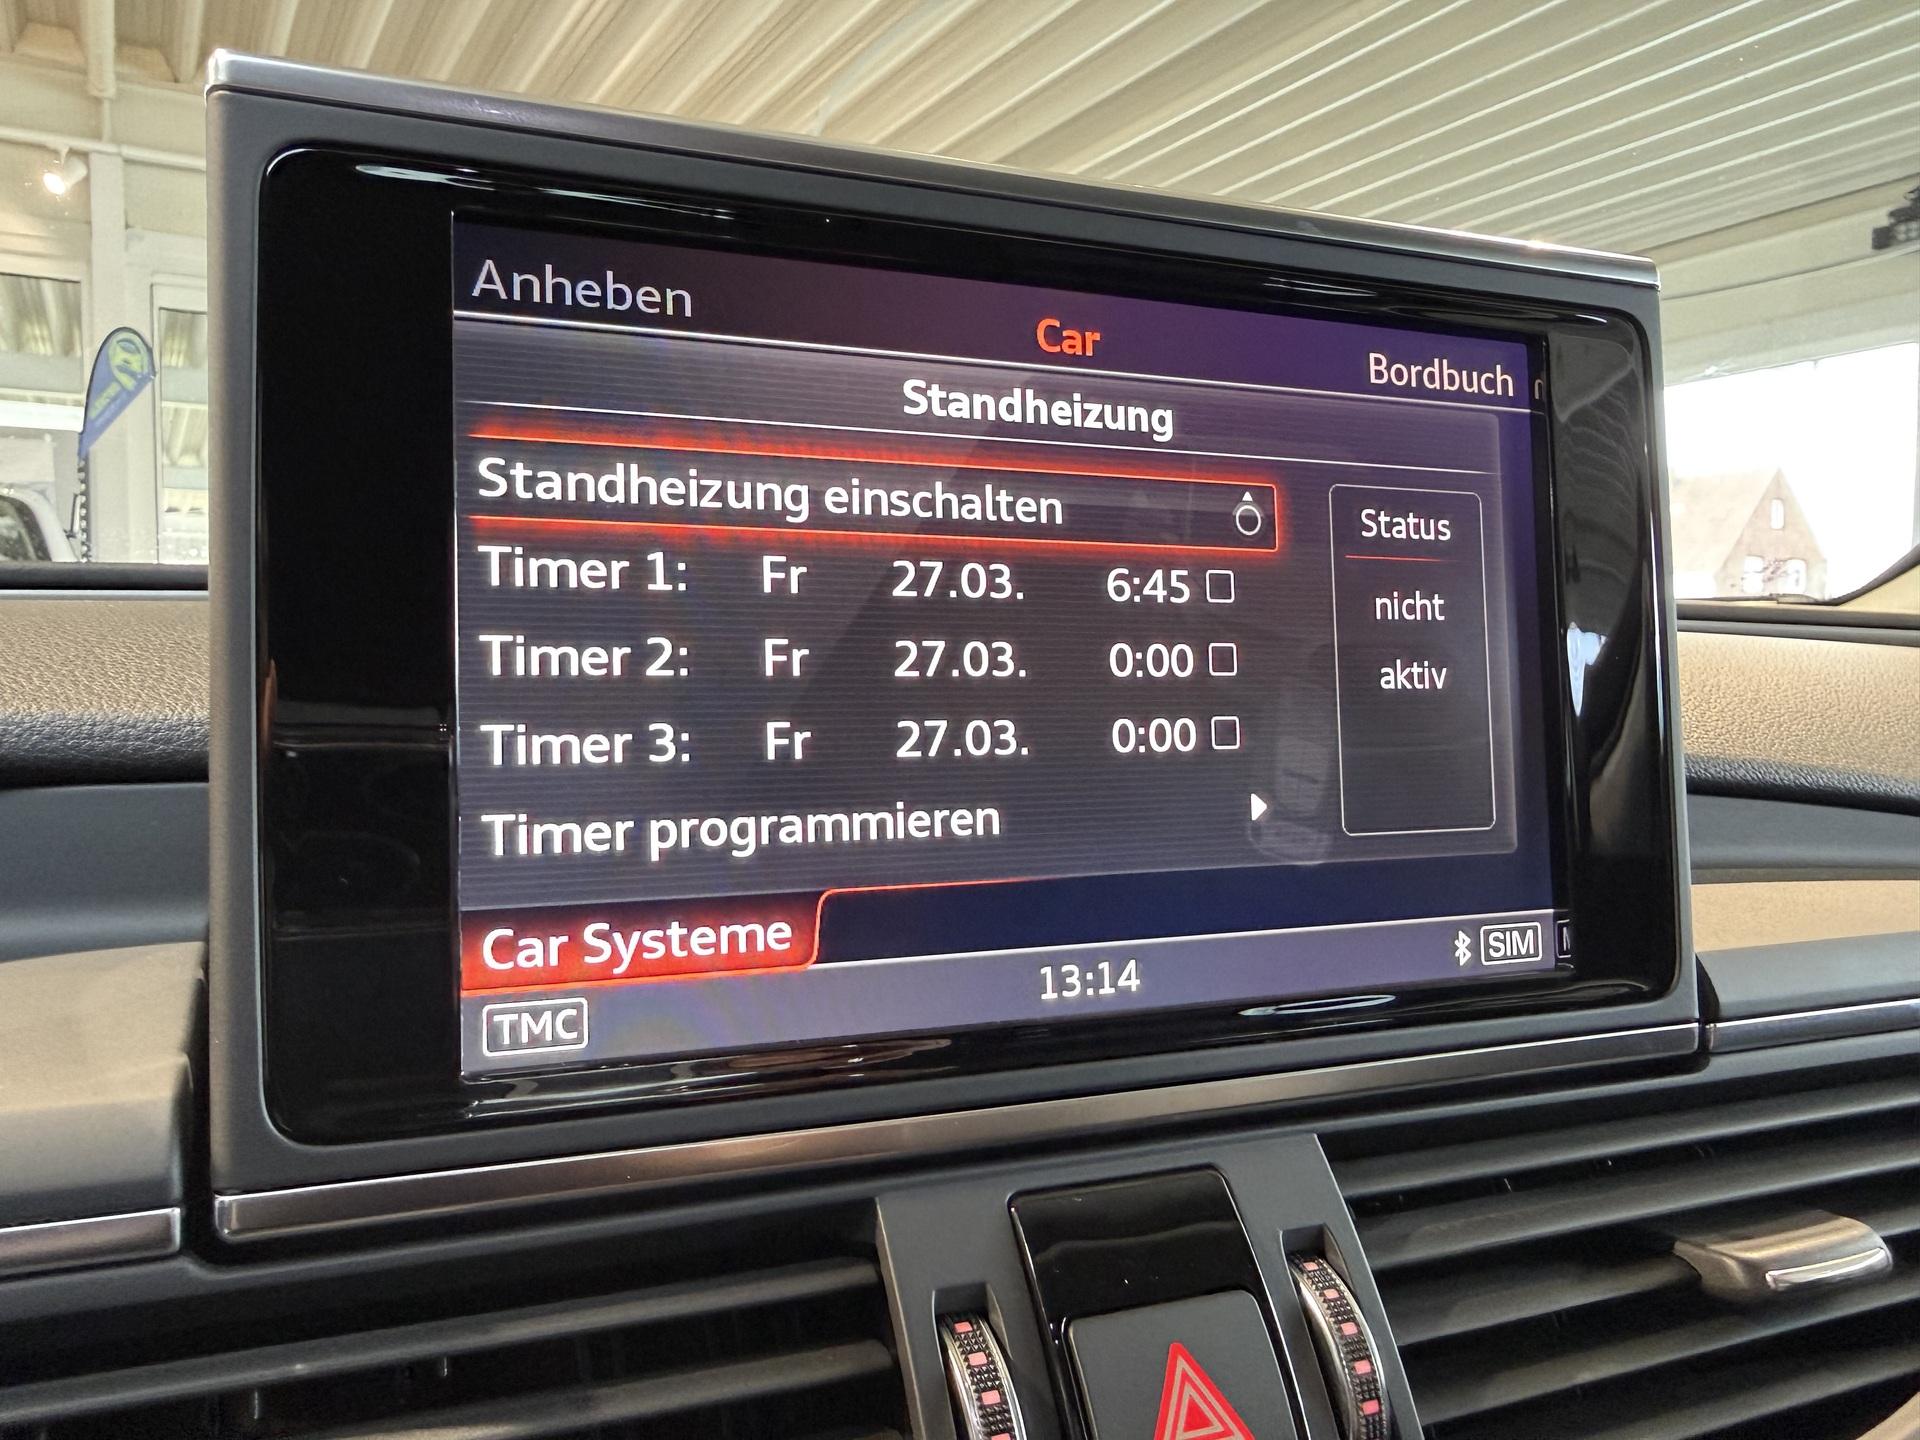 Anheben
Car
Bordbuch
Standheizung
Standheizung einschalten
Timer 1: Fr 27.03. 6:45
Timer 2: Fr 27.03. 0:00
Timer 3: Fr 27.03. 0:00
Timer programmieren
Status
nicht
aktiv
Car Systeme
13:14
SIM
TMC